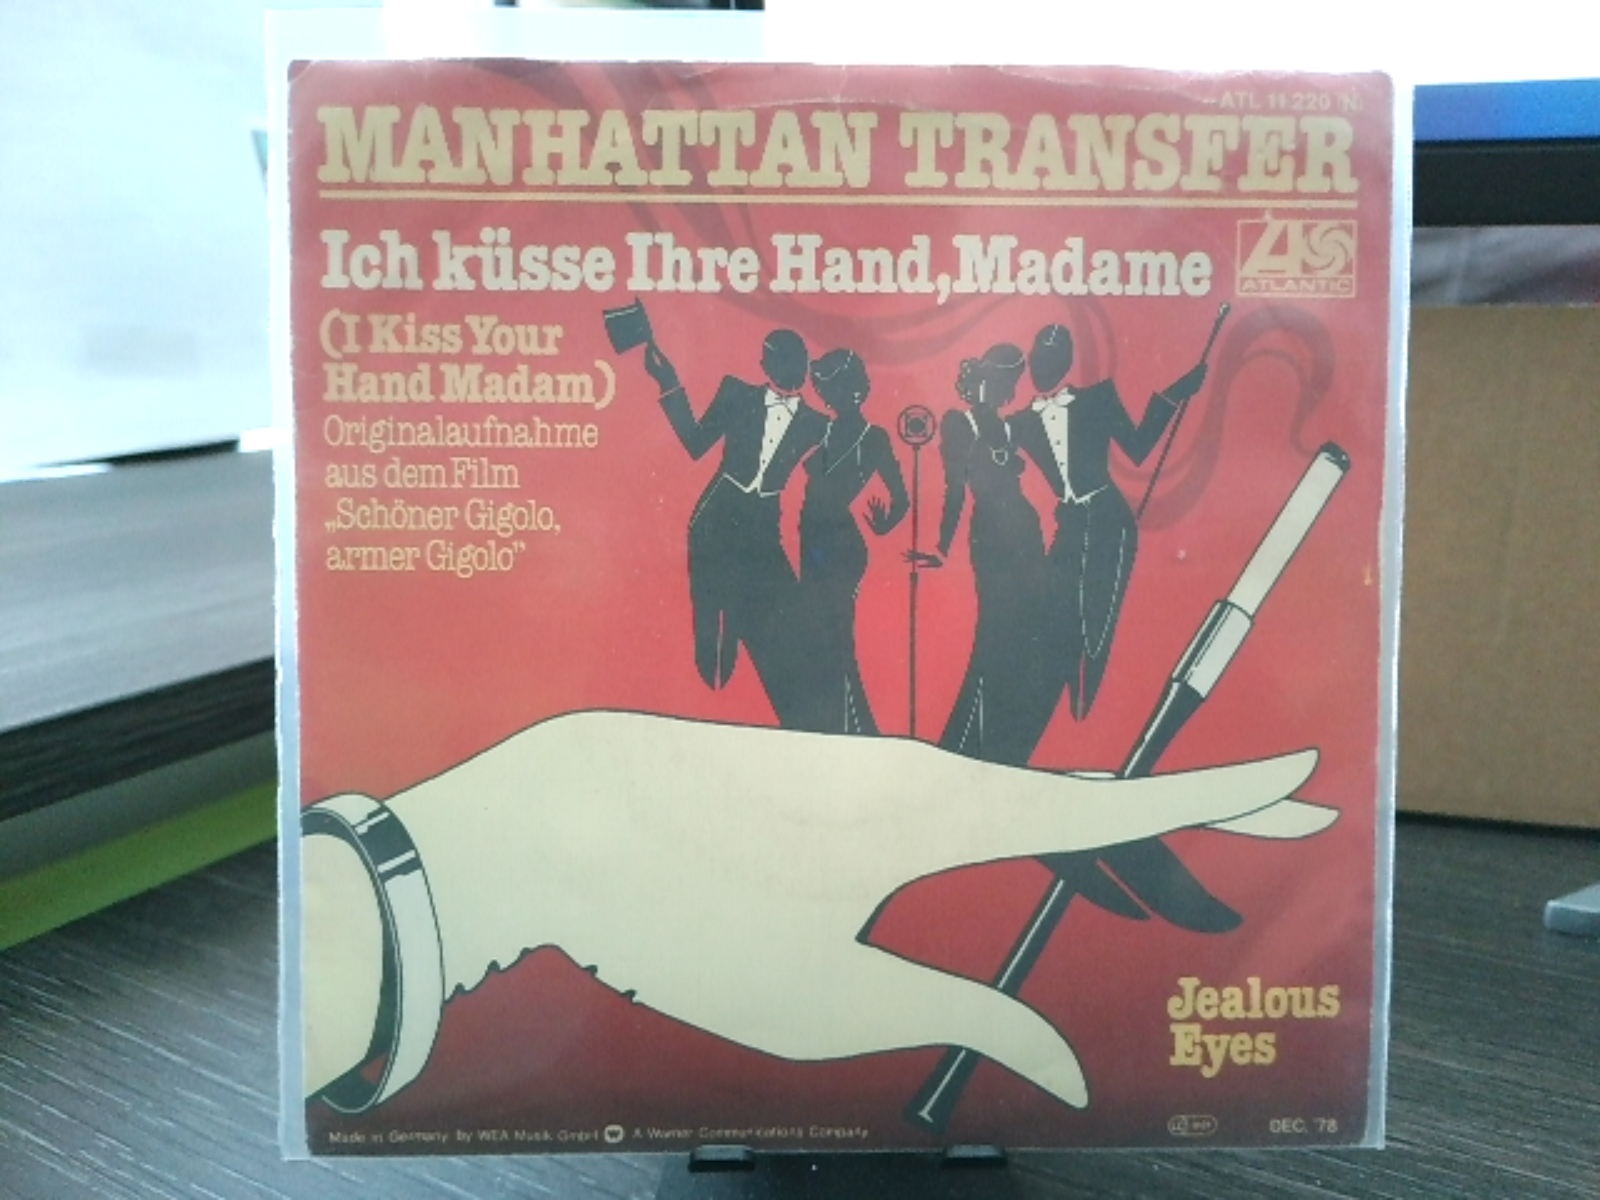 ATL 11 220 (N)
MANHATTAN TRANSFER
Ich küsse Ihre Hand, Madame
ATLANTIC
(I Kiss Your
Hand Madam)
Originalaufnahme
aus dem Film
„Schöner Gigolo,
armer Gigolo”
Jealous
Eyes
Made in Germany by WEA Musik GmbH A Warner Communications Company
DEC. '78